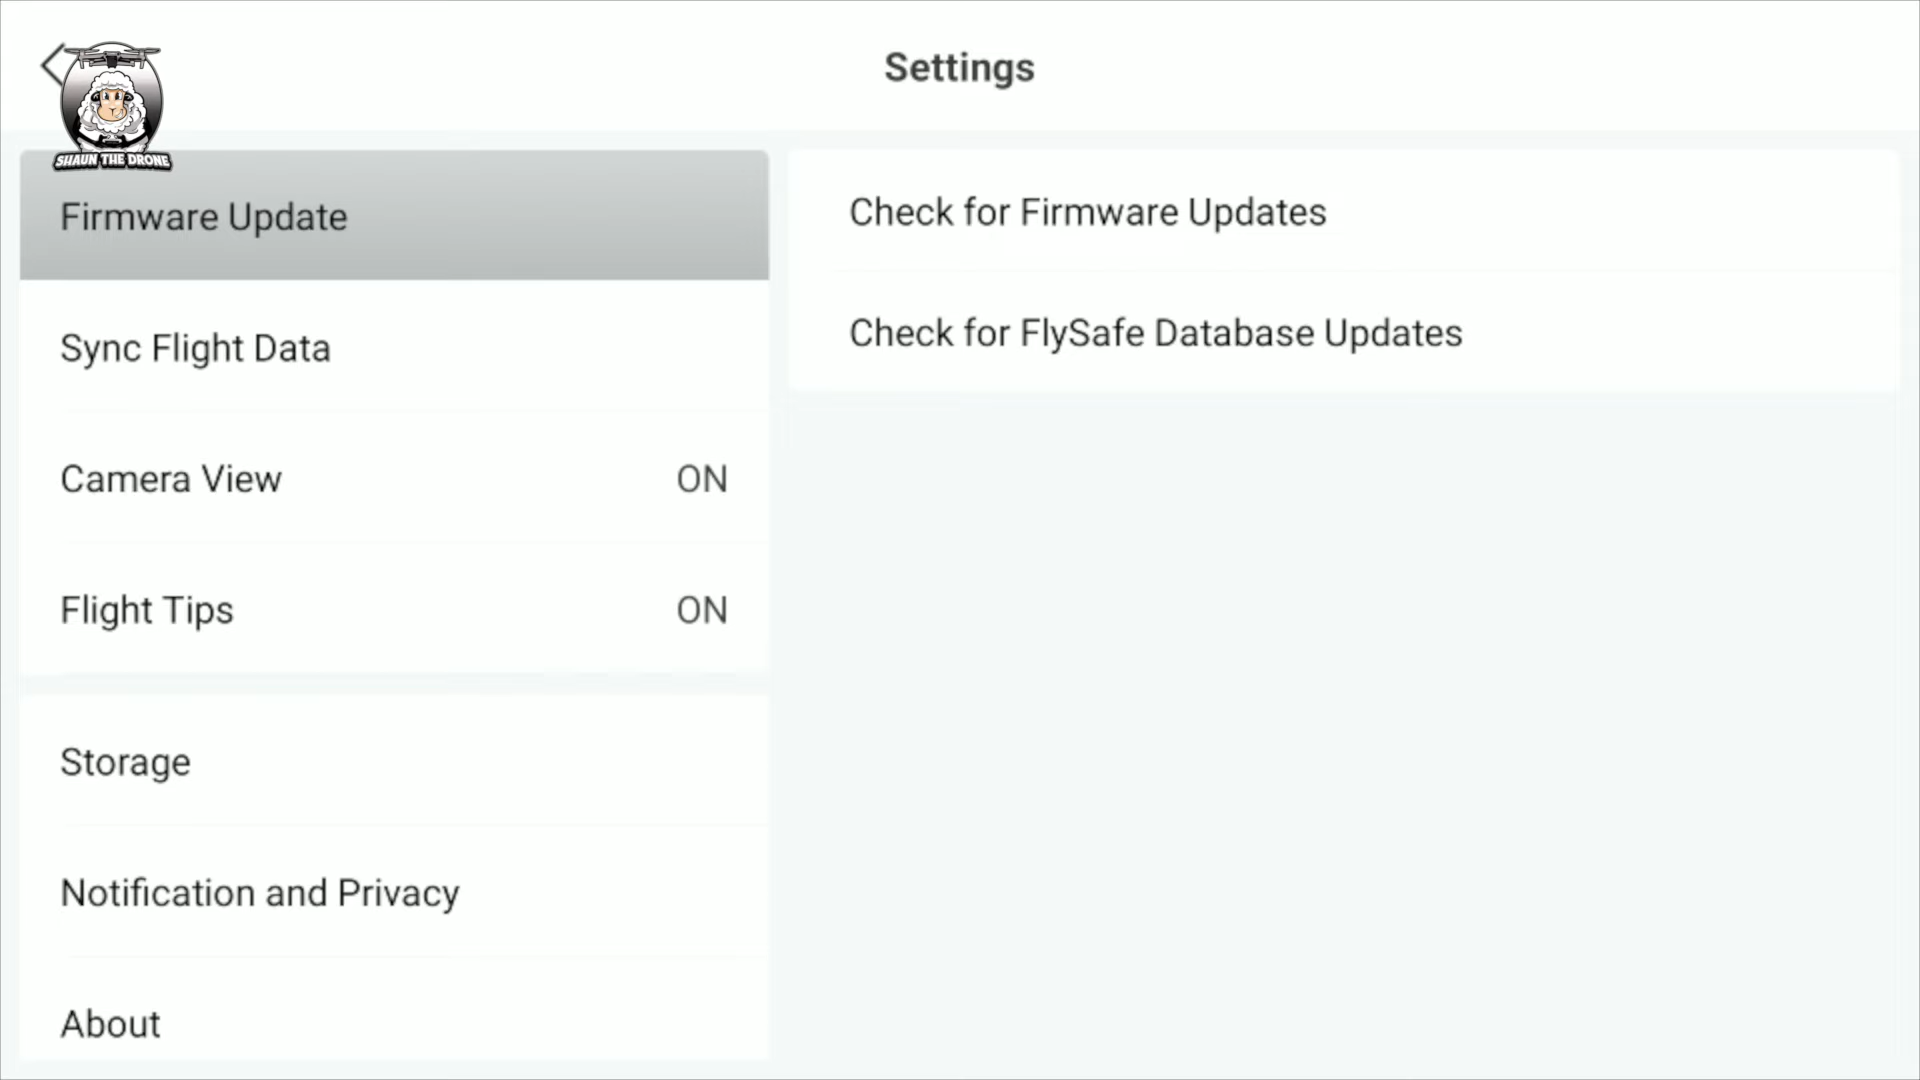 Settings
SHAUN THE DRONE
Firmware Update
Sync Flight Data
Camera View ON
Flight Tips ON
Storage
Notification and Privacy
About
Check for Firmware Updates
Check for FlySafe Database Updates